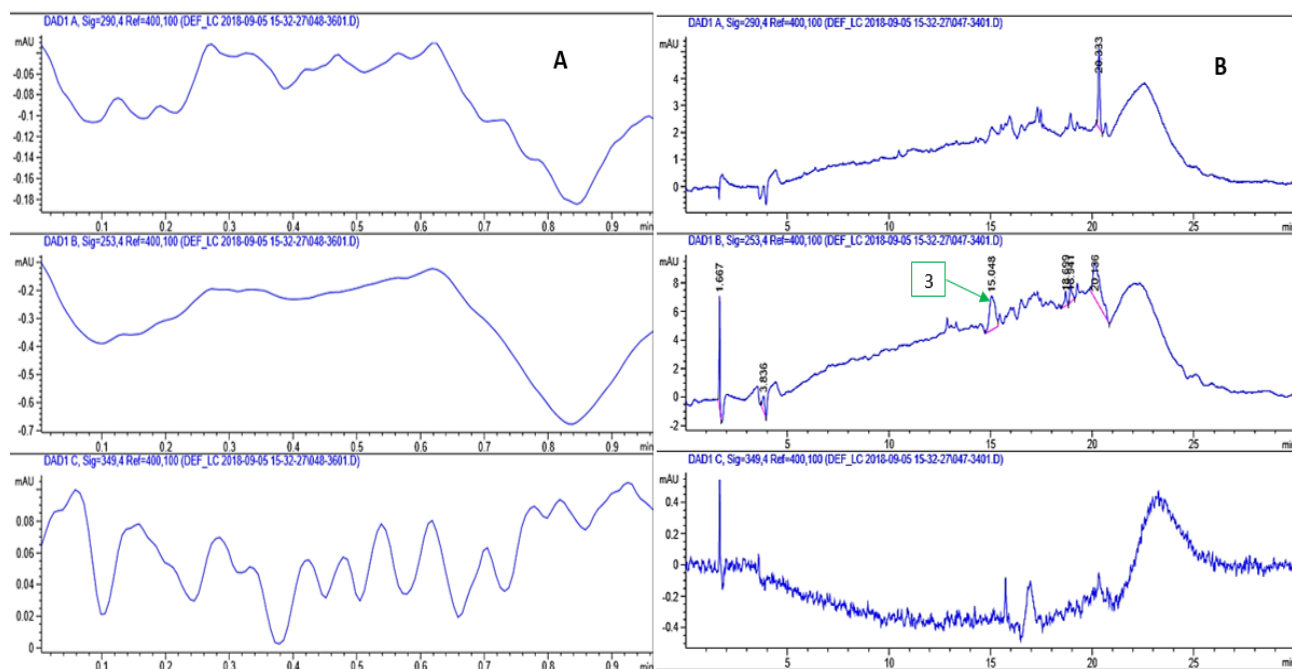 DAD1 A, Sig=290,4 Ref=400,100 (DEF_LC 2018-09-05 15-32-27\048-3601.D)
mAU
A
-0.06
-0.08
-0.1
-0.12
-0.14
-0.16
-0.18
0.1 0.2 0.3 0.4 0.5 0.6 0.7 0.8 0.9 min
DAD1 B, Sig=253,4 Ref=400,100 (DEF_LC 2018-09-05 15-32-27\048-3601.D)
mAU
-0.1
-0.2
-0.3
-0.4
-0.5
-0.6
-0.7
0.1 0.2 0.3 0.4 0.5 0.6 0.7 0.8 0.9 min
DAD1 C, Sig=349,4 Ref=400,100 (DEF_LC 2018-09-05 15-32-27\048-3601.D)
mAU
0.08
0.06
0.04
0.02
0
0.1 0.2 0.3 0.4 0.5 0.6 0.7 0.8 0.9 min
DAD1 A, Sig=290,4 Ref=400,100 (DEF_LC 2018-09-05 15-32-27\047-3401.D)
mAU
20.333
B
4
3
2
1
0
5 10 15 20 25 min
DAD1 B, Sig=253,4 Ref=400,100 (DEF_LC 2018-09-05 15-32-27\047-3401.D)
mAU
1.667
3.836
3
15.048
18.699
18.941
20.136
8
6
4
2
0
-2
5 10 15 20 25 min
DAD1 C, Sig=349,4 Ref=400,100 (DEF_LC 2018-09-05 15-32-27\047-3401.D)
mAU
0.4
0.2
0
-0.2
-0.4
5 10 15 20 25 min